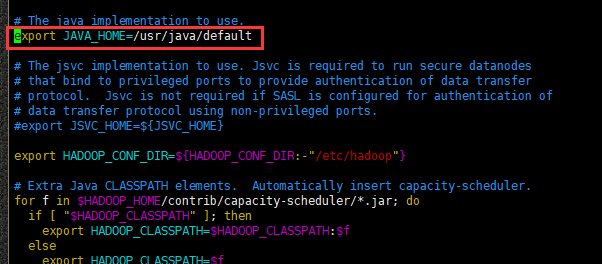 # The java implementation to use.
export JAVA_HOME=/usr/java/default
# The jsvc implementation to use. Jsvc is required to run secure datanodes
# that bind to privileged ports to provide authentication of data transfer
# protocol.  Jsvc is not required if SASL is configured for authentication of
# data transfer protocol using non-privileged ports.
#export JSVC_HOME=${JSVC_HOME}
export HADOOP_CONF_DIR=${HADOOP_CONF_DIR:-"/etc/hadoop"}
# Extra Java CLASSPATH elements.  Automatically insert capacity-scheduler.
for f in $HADOOP_HOME/contrib/capacity-scheduler/*.jar; do
  if [ "$HADOOP_CLASSPATH" ]; then
    export HADOOP_CLASSPATH=$HADOOP_CLASSPATH:$f
  else
    export HADOOP_CLASSPATH=$f